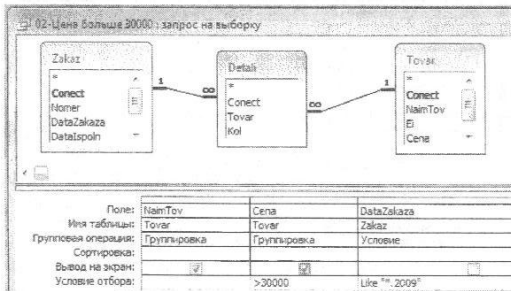 02-Цена больше 30000 : запрос на выборку
Zakaz
*
Conect
Nomer
DataZakaza
DataIspoln
1
∞
Detali
*
Conect
Tovar
Kol
∞
1
Tovar
*
Conect
NaimTov
Ei
Cena
Поле: NaimTov Cena DataZakaza
Имя таблицы: Tovar Tovar Zakaz
Групповая операция: Группировка Группировка Условие
Сортировка:
Вывод на экран:
Условие отбора: >30000 Like "*.2009"